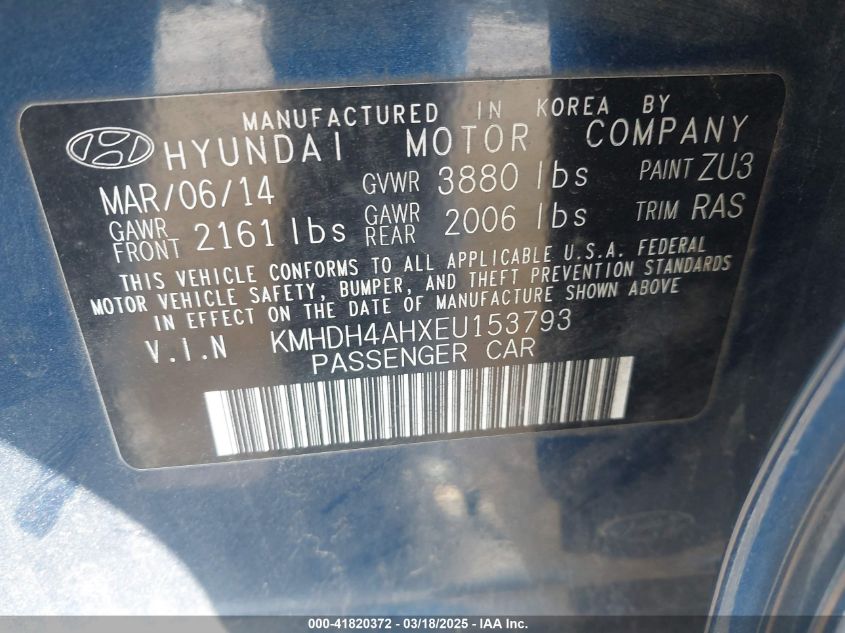 MANUFACTURED IN KOREA BY
HYUNDAI MOTOR COMPANY
MAR/06/14 GVWR 3880 lbs PAINT ZU3
GAWR FRONT 2161 lbs GAWR REAR 2006 lbs TRIM RAS
THIS VEHICLE CONFORMS TO ALL APPLICABLE U.S.A. FEDERAL
MOTOR VEHICLE SAFETY, BUMPER, AND THEFT PREVENTION STANDARDS
IN EFFECT ON THE DATE OF MANUFACTURE SHOWN ABOVE
V.I.N KMHDH4AHXEU153793
PASSENGER CAR
000-41820372 - 03/18/2025 - IAA Inc.